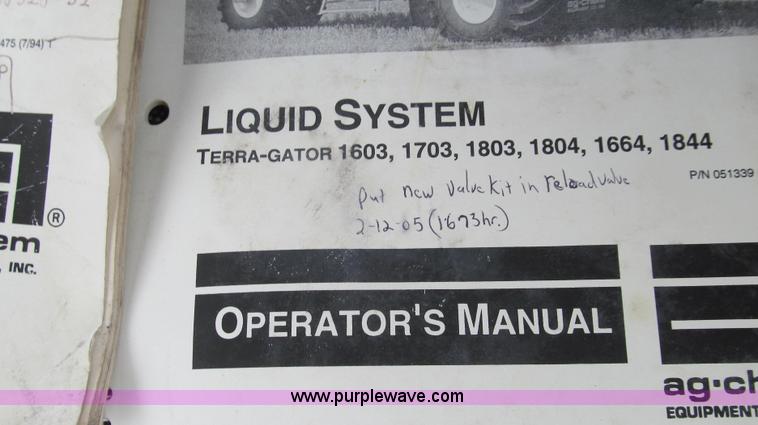 475 (7/94) T
®
em
, INC.
LIQUID SYSTEM
TERRA-GATOR 1603, 1703, 1803, 1804, 1664, 1844
P/N 051339
put new valve kit in reload valve
2-12-05 (1673hr.)
OPERATOR'S MANUAL
ag·ch
EQUIPMENT
www.purplewave.com